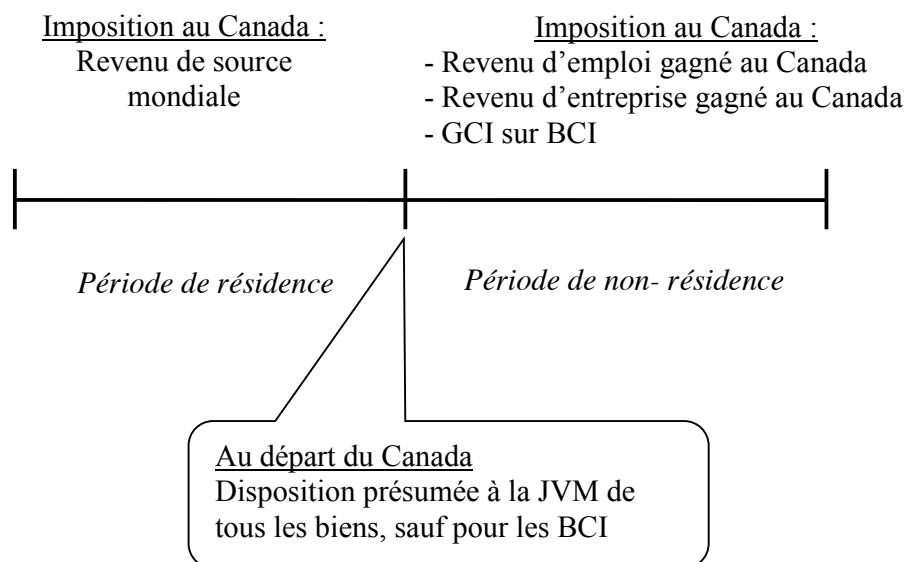 Imposition au Canada :
Revenu de source
mondiale
Imposition au Canada :
- Revenu d'emploi gagné au Canada
- Revenu d'entreprise gagné au Canada
- GCI sur BCI
Période de résidence
Période de non- résidence
Au départ du Canada
Disposition présumée à la JVM de
tous les biens, sauf pour les BCI